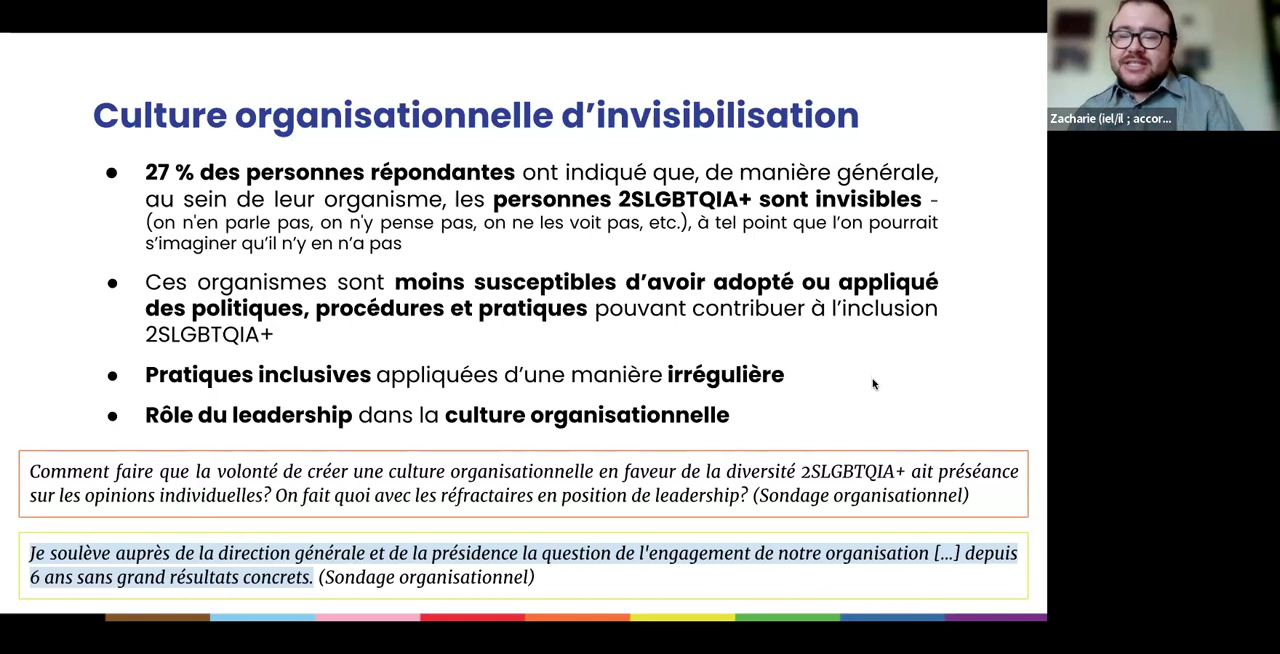 Culture organisationnelle d’invisibilisation
● 27 % des personnes répondantes ont indiqué que, de manière générale,
au sein de leur organisme, les personnes 2SLGBTQIA+ sont invisibles -
(on n'en parle pas, on n'y pense pas, on ne les voit pas, etc.), à tel point que l’on pourrait
s’imaginer qu’il n’y en n’a pas
● Ces organismes sont moins susceptibles d’avoir adopté ou appliqué
des politiques, procédures et pratiques pouvant contribuer à l’inclusion
2SLGBTQIA+
● Pratiques inclusives appliquées d’une manière irrégulière
● Rôle du leadership dans la culture organisationnelle
Comment faire que la volonté de créer une culture organisationnelle en faveur de la diversité 2SLGBTQIA+ ait préséance
sur les opinions individuelles? On fait quoi avec les réfractaires en position de leadership? (Sondage organisationnel)
Je soulève auprès de la direction générale et de la présidence la question de l'engagement de notre organisation [...] depuis
6 ans sans grand résultats concrets. (Sondage organisationnel)
Zacharie (iel/il ; accor...